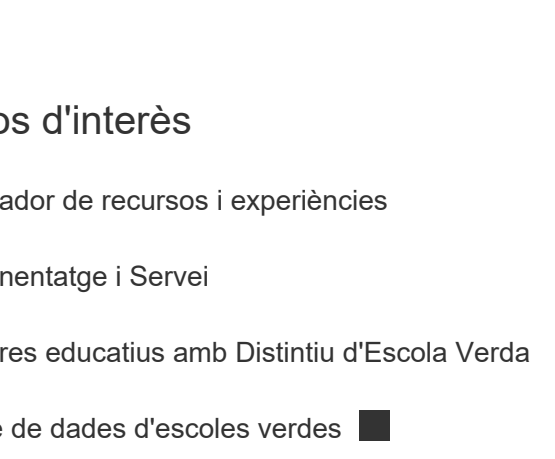 os d'interès
ador de recursos i experiències
nentatge i Servei
res educatius amb Distintiu d'Escola Verda
e de dades d'escoles verdes